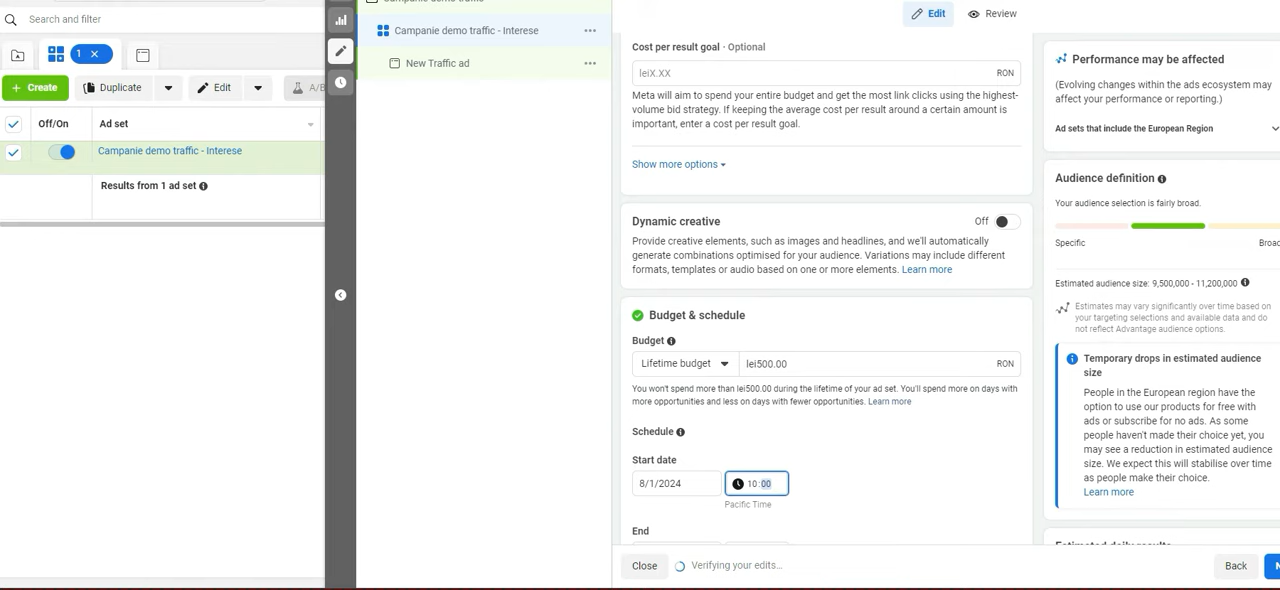 Search and filter
1 ×
+ Create
Duplicate
Edit
A/B
Off/On
Ad set
Campanie demo traffic - Interese
Results from 1 ad set
Campanie demo traffic - Interese
New Traffic ad
Edit
Review
Cost per result goal · Optional
leiX.XX
RON
Meta will aim to spend your entire budget and get the most link clicks using the highest-
volume bid strategy. If keeping the average cost per result around a certain amount is
important, enter a cost per result goal.
Show more options
Dynamic creative
Off
Provide creative elements, such as images and headlines, and we'll automatically
generate combinations optimised for your audience. Variations may include different
formats, templates or audio based on one or more elements. Learn more
Budget & schedule
Budget
Lifetime budget
lei500.00
RON
You won't spend more than lei500.00 during the lifetime of your ad set. You'll spend more on days with
more opportunities and less on days with fewer opportunities. Learn more
Schedule
Start date
8/1/2024
10:00
Pacific Time
End
Close
Verifying your edits...
Back
Performance may be affected
(Evolving changes within the ads ecosystem may
affect your performance or reporting.)
Ad sets that include the European Region
Audience definition
Your audience selection is fairly broad.
Specific
Broad
Estimated audience size: 9,500,000 - 11,200,000
Estimates may vary significantly over time based on
your targeting selections and available data and do
not reflect Advantage audience options.
Temporary drops in estimated audience
size
People in the European region have the
option to use our products for free with
ads or subscribe for no ads. As some
people haven't made their choice yet, you
may see a reduction in estimated audience
size. We expect this will stabilise over time
as people make their choice.
Learn more